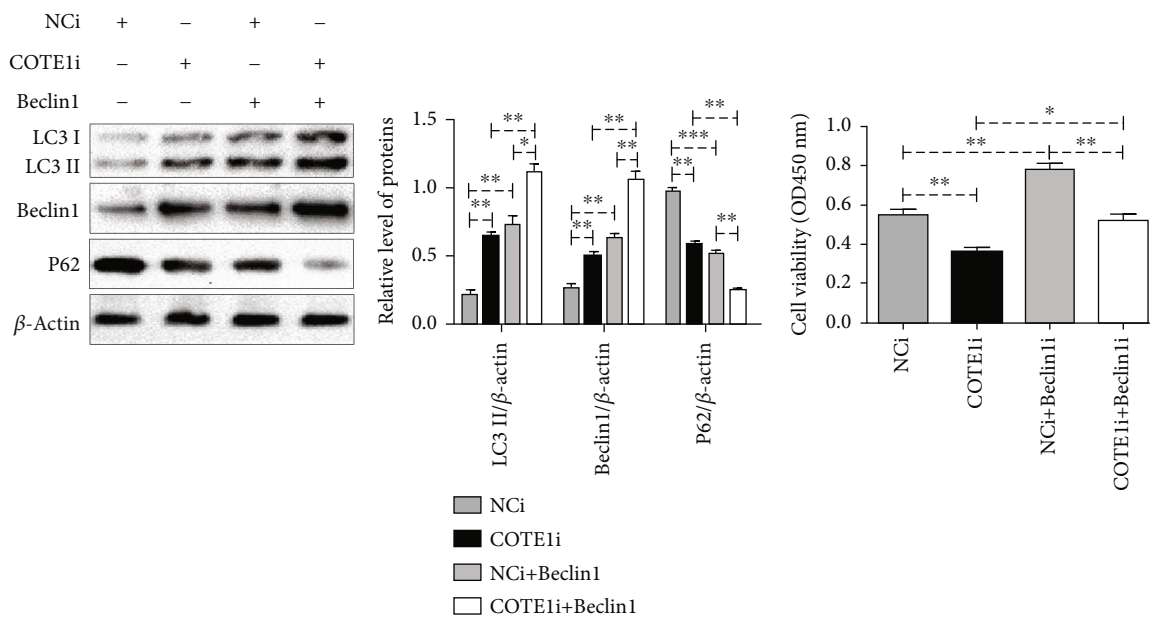 NCi + – + –
COTE1i – + – +
Beclin1 – – + +
LC3 I
LC3 II
Beclin1
P62
β-Actin
Relative level of proteins
1.5
1.0
0.5
0.0
** ** ** ** *
** ** ** **
** *** ** **
LC3 II/β-actin
Beclin1/β-actin
P62/β-actin
NCi
COTE1i
NCi+Beclin1
COTE1i+Beclin1
Cell viability (OD450 nm)
1.0
0.8
0.6
0.4
0.2
0.0
*
** **
**
NCi
COTE1i
NCi+Beclin1i
COTE1i+Beclin1i